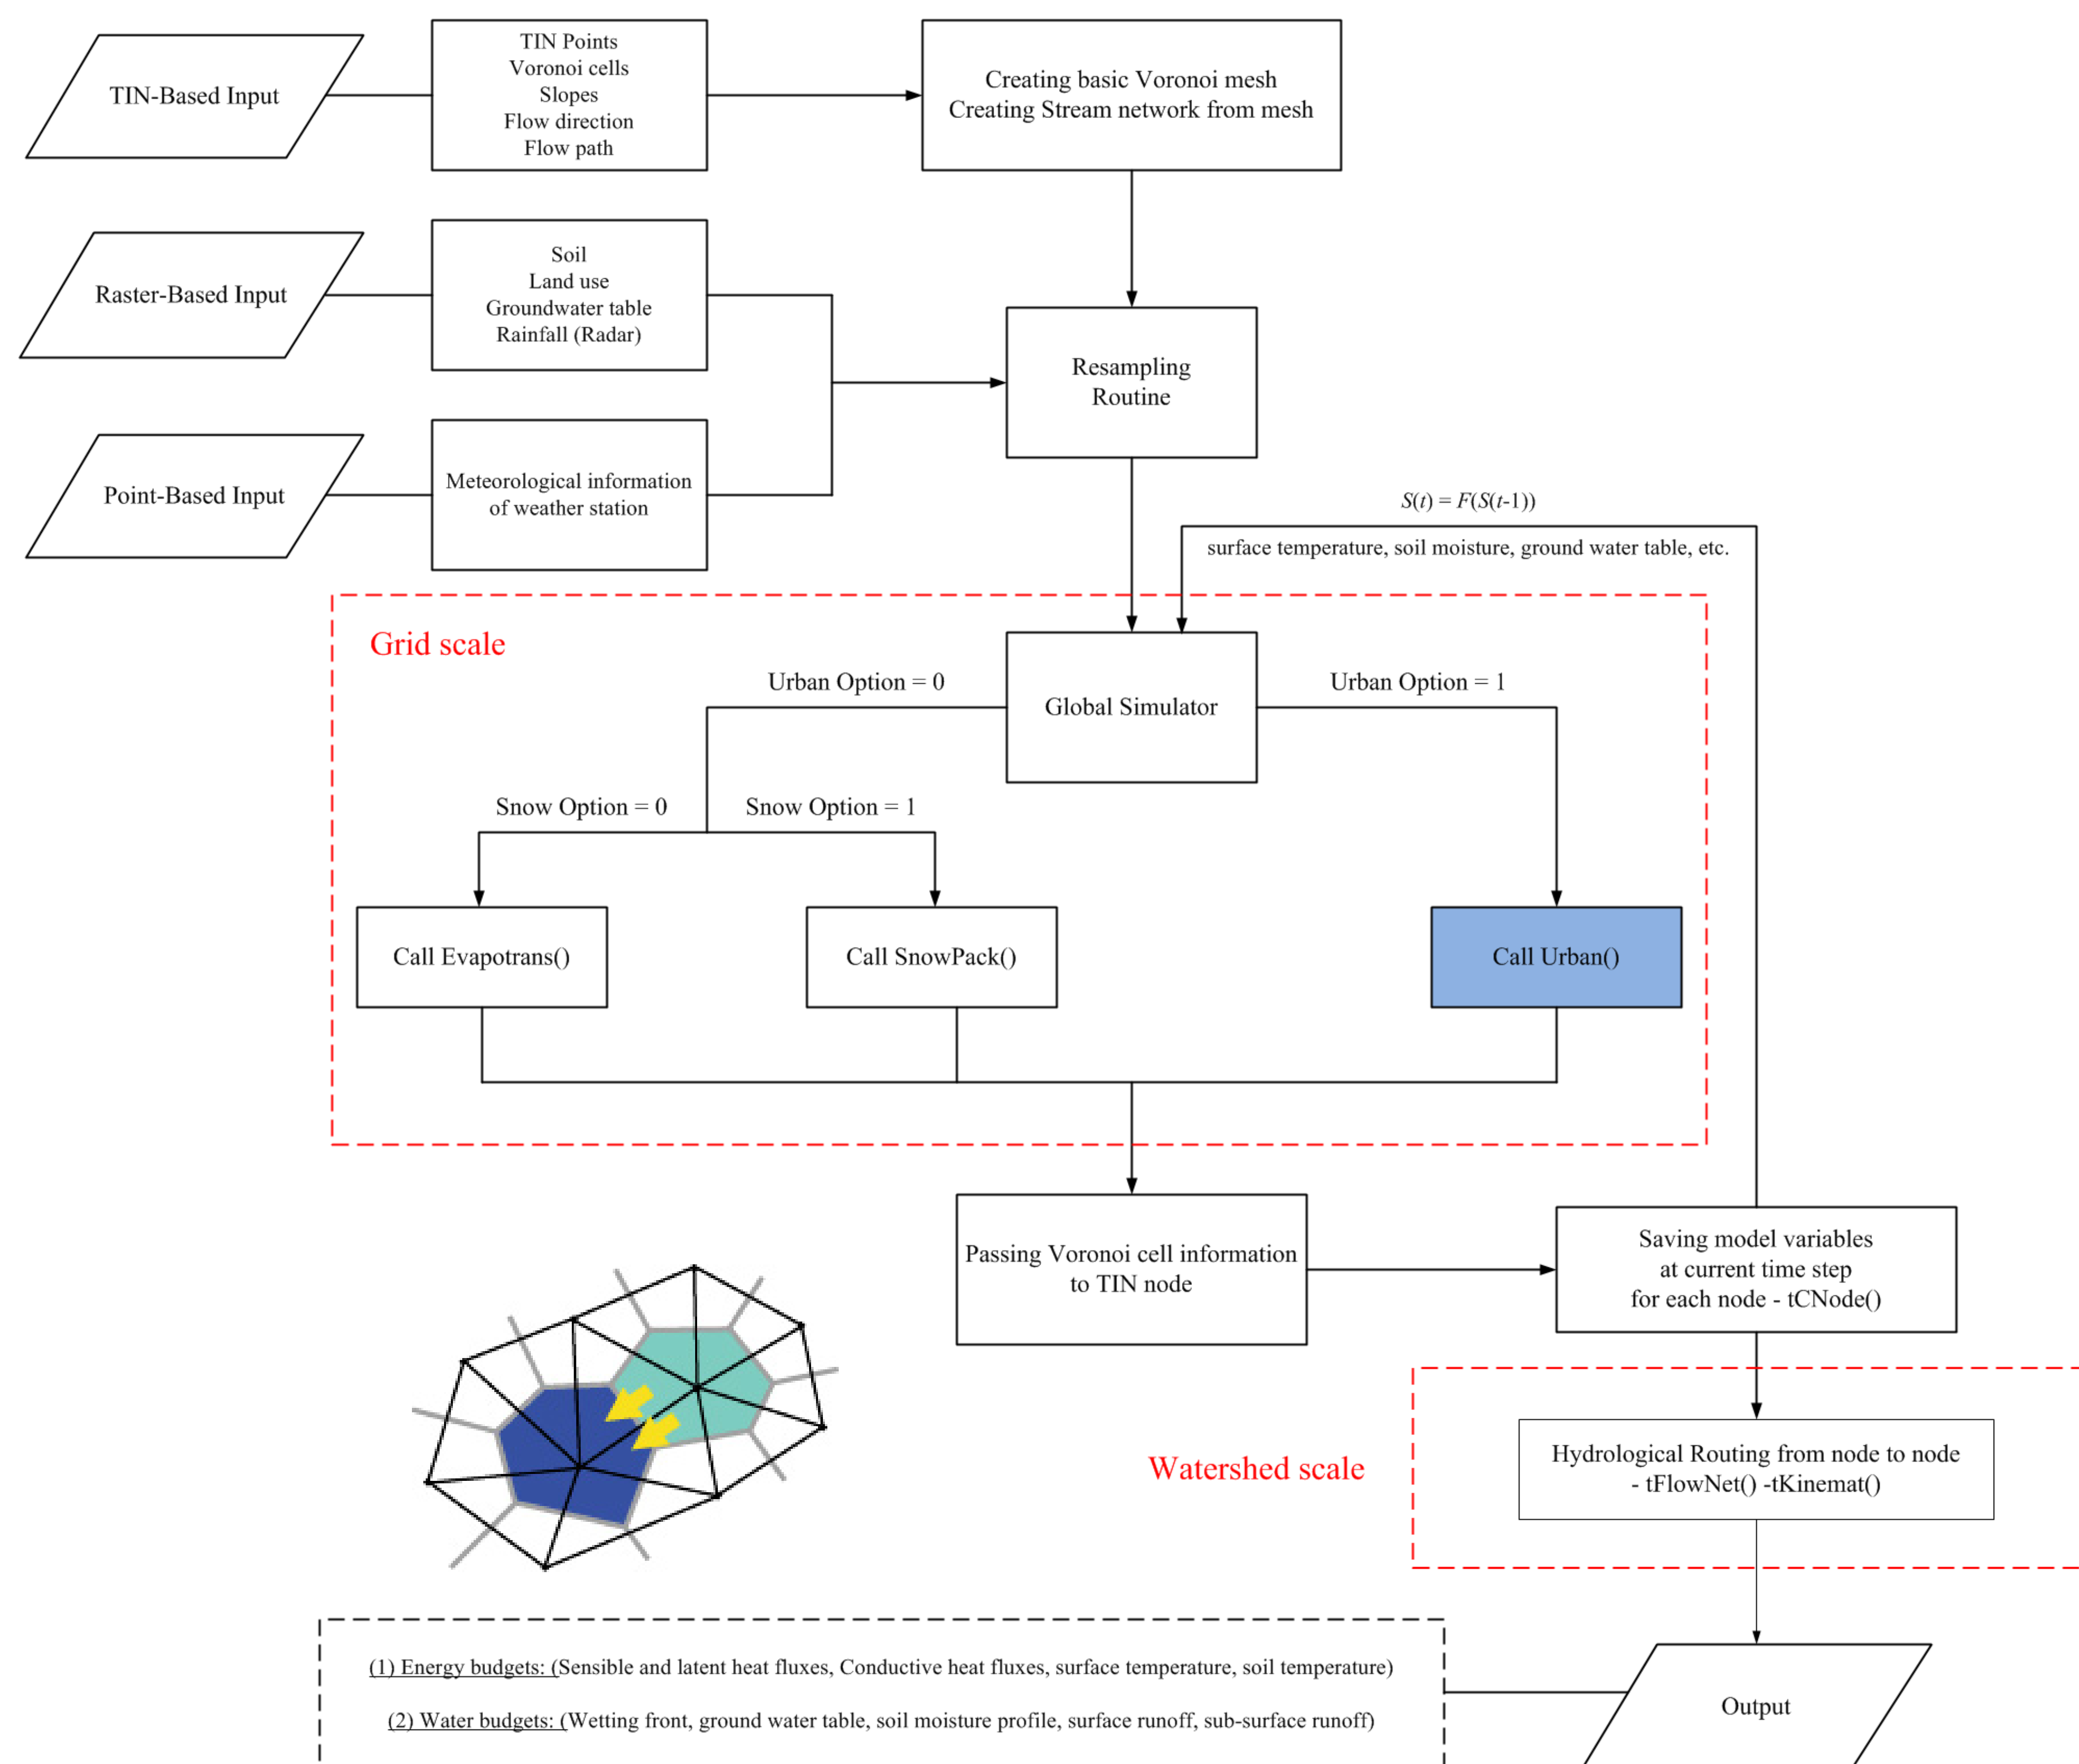 TIN-Based Input
TIN Points
Voronoi cells
Slopes
Flow direction
Flow path
Creating basic Voronoi mesh
Creating Stream network from mesh
Raster-Based Input
Soil
Land use
Groundwater table
Rainfall (Radar)
Resampling
Routine
Point-Based Input
Meteorological information
of weather station
S(t) = F(S(t-1))
surface temperature, soil moisture, ground water table, etc.
Grid scale
Urban Option = 0
Global Simulator
Urban Option = 1
Snow Option = 0
Snow Option = 1
Call Evapotrans()
Call SnowPack()
Call Urban()
Passing Voronoi cell information
to TIN node
Saving model variables
at current time step
for each node - tCNode()
Watershed scale
Hydrological Routing from node to node
- tFlowNet() -tKinemat()
(1) Energy budgets: (Sensible and latent heat fluxes, Conductive heat fluxes, surface temperature, soil temperature)
(2) Water budgets: (Wetting front, ground water table, soil moisture profile, surface runoff, sub-surface runoff)
Output